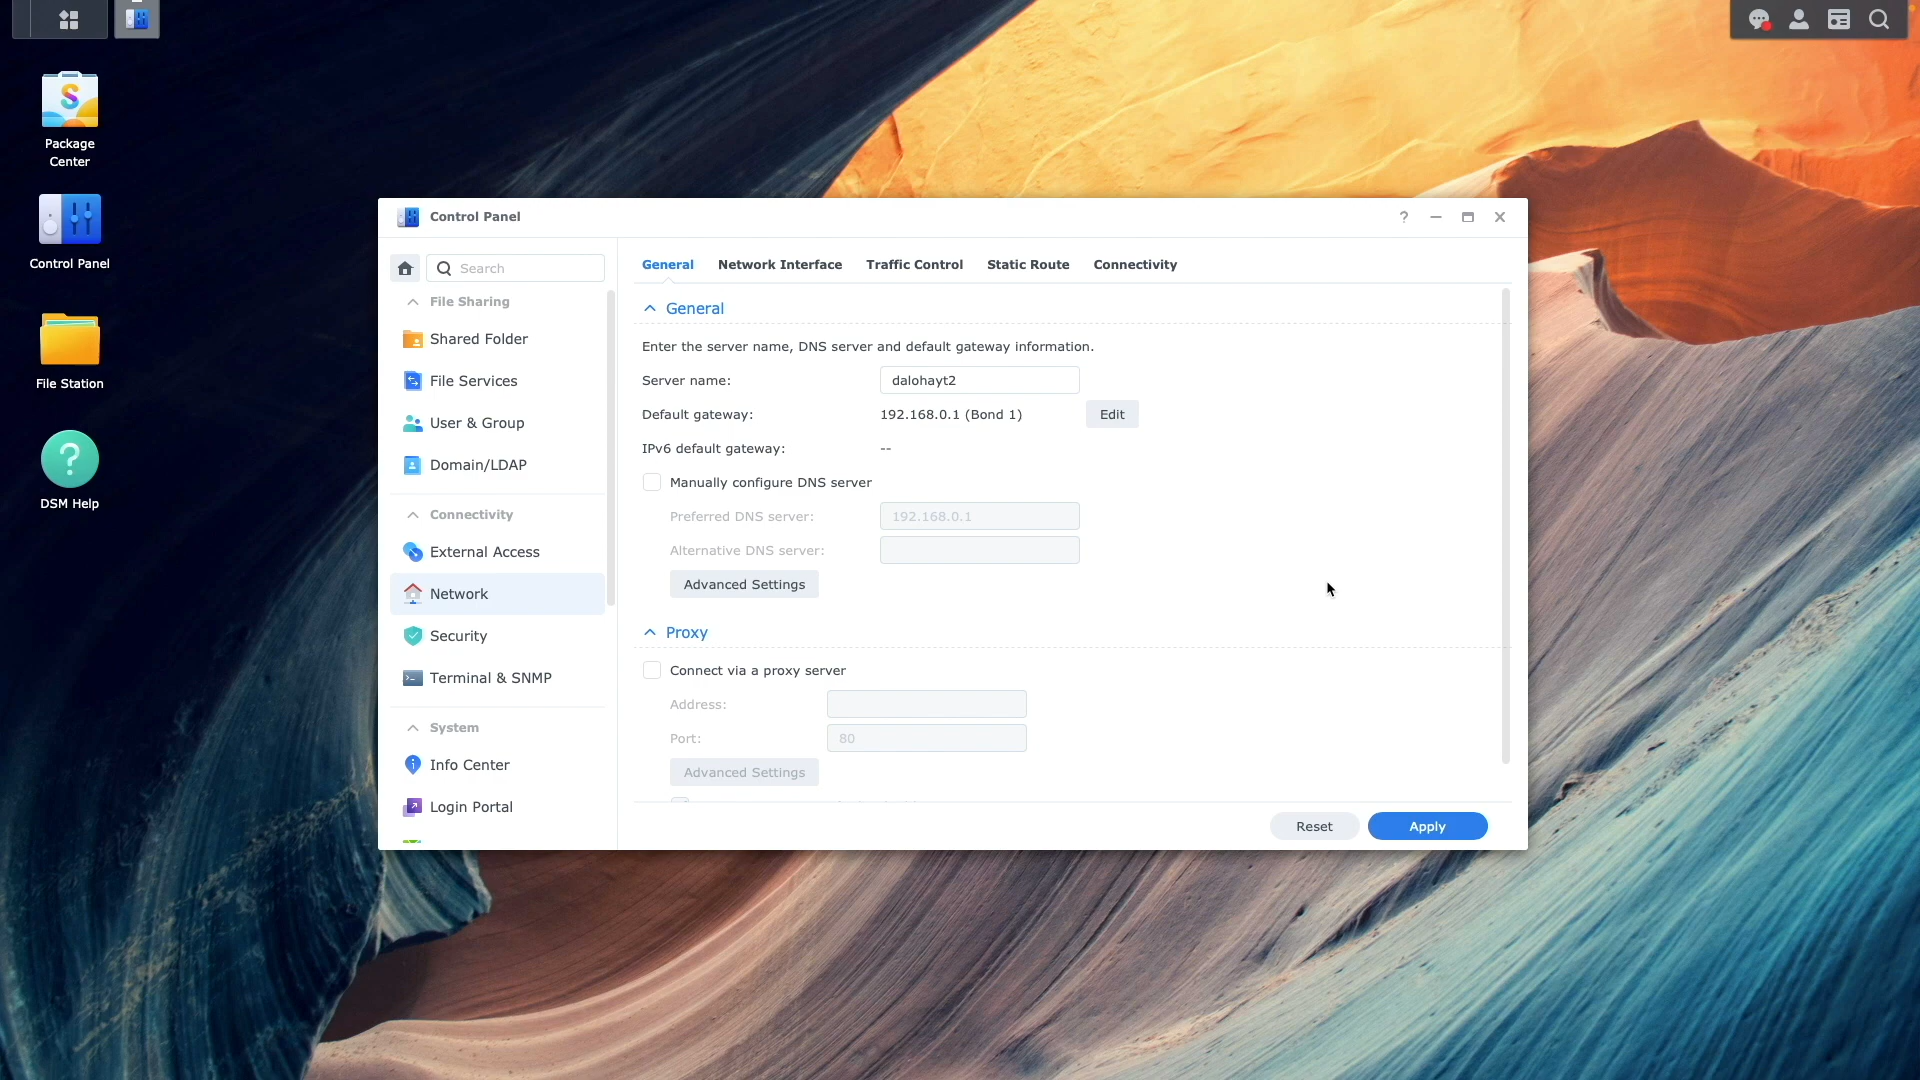 Package
Center
Control Panel
File Station
DSM Help
Control Panel
Search
File Sharing
Shared Folder
File Services
User & Group
Domain/LDAP
Connectivity
External Access
Network
Security
Terminal & SNMP
System
Info Center
Login Portal
General Network Interface Traffic Control Static Route Connectivity
General
Enter the server name, DNS server and default gateway information.
Server name: dalohayt2
Default gateway: 192.168.0.1 (Bond 1) Edit
IPv6 default gateway: --
Manually configure DNS server
Preferred DNS server: 192.168.0.1
Alternative DNS server:
Advanced Settings
Proxy
Connect via a proxy server
Address:
Port: 80
Advanced Settings
Reset Apply